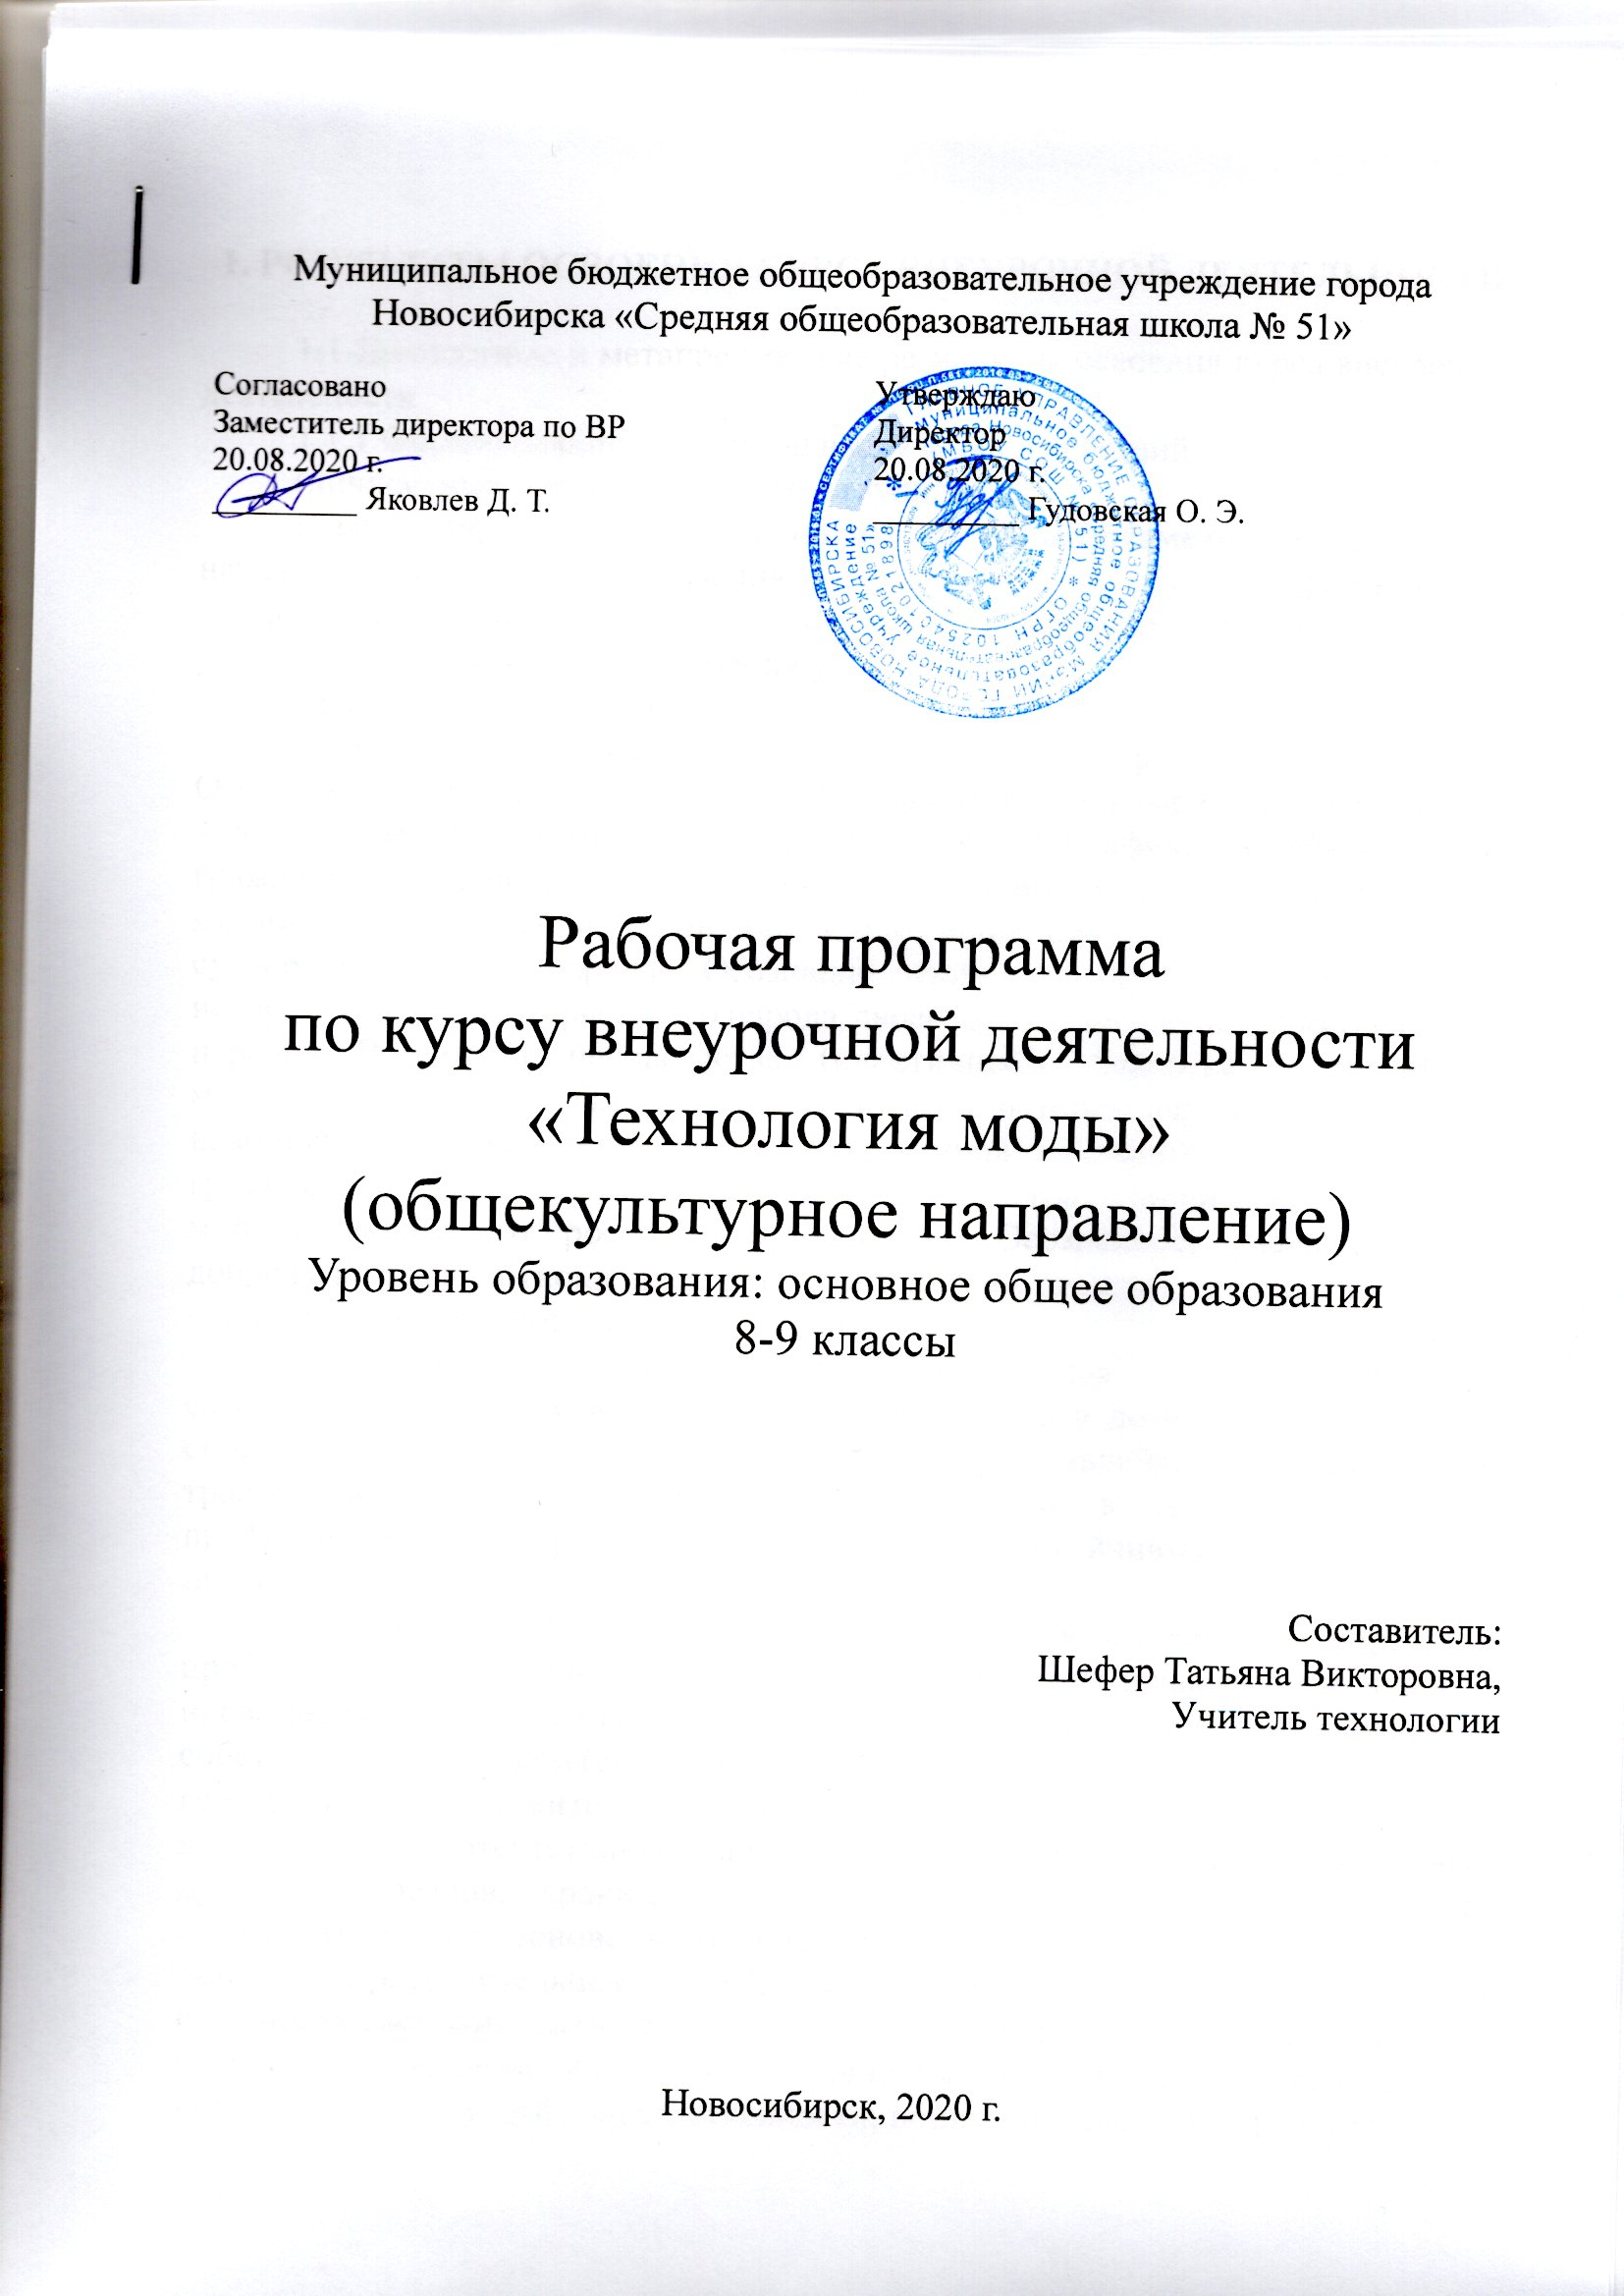 Муниципальное бюджетное общеобразовательное учреждение города
Новосибирска «Средняя общеобразовательная школа № 51»
Согласовано
Заместитель директора по ВР
20.08.2020 г.
__________ Яковлев Д. Т.
Утверждаю
Директор
20.08.2020 г.
__________ Гудовская О. Э.
Рабочая программа
по курсу внеурочной деятельности
«Технология моды»
(общекультурное направление)
Уровень образования: основное общее образования
8-9 классы
Составитель:
Шефер Татьяна Викторовна,
Учитель технологии
Новосибирск, 2020 г.